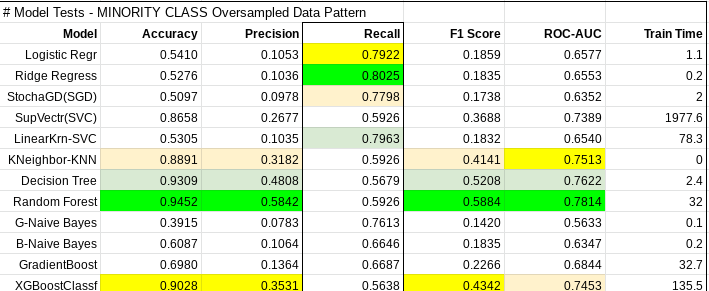 # Model Tests - MINORITY CLASS Oversampled Data Pattern
Model Accuracy Precision Recall F1 Score ROC-AUC Train Time
Logistic Regr 0.5410 0.1053 0.7922 0.1859 0.6577 1.1
Ridge Regress 0.5276 0.1036 0.8025 0.1835 0.6553 0.2
StochaGD(SGD) 0.5097 0.0978 0.7798 0.1738 0.6352 2
SupVectr(SVC) 0.8658 0.2677 0.5926 0.3688 0.7389 1977.6
LinearKrn-SVC 0.5305 0.1035 0.7963 0.1832 0.6540 78.3
KNeighbor-KNN 0.8891 0.3182 0.5926 0.4141 0.7513 0
Decision Tree 0.9309 0.4808 0.5679 0.5208 0.7622 2.4
Random Forest 0.9452 0.5842 0.5926 0.5884 0.7814 32
G-Naive Bayes 0.3915 0.0783 0.7613 0.1420 0.5633 0.1
B-Naive Bayes 0.6087 0.1064 0.6646 0.1835 0.6347 0.2
GradientBoost 0.6980 0.1364 0.6687 0.2266 0.6844 32.7
XGBoostClassf 0.9028 0.3531 0.5638 0.4342 0.7453 135.5